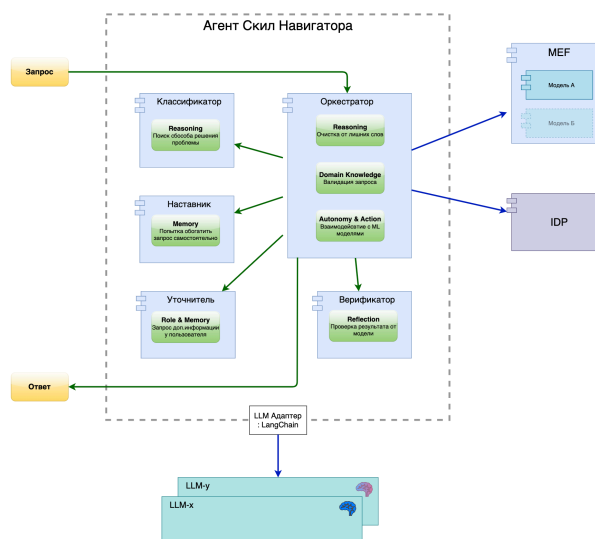 Агент Скил Навигатора
Запрос
Классификатор
Reasoning
Поиск сбособа решения
проблемы
Оркестратор
Reasoning
Очистка от лишних слов
Domain Knowledge
Валидация запроса
Autonomy & Action
Взаимодейсатвие с ML
моделями
MEF
Модель А
Модель Б
IDP
Наставник
Memory
Попытка обогатить
запрос самостоятельно
Уточнитель
Role & Memory
Запрос доп.информации
у пользователя
Верификатор
Reflection
Проверка результата от
модели
Ответ
LLM Адаптер
: LangChain
LLM-y
LLM-x